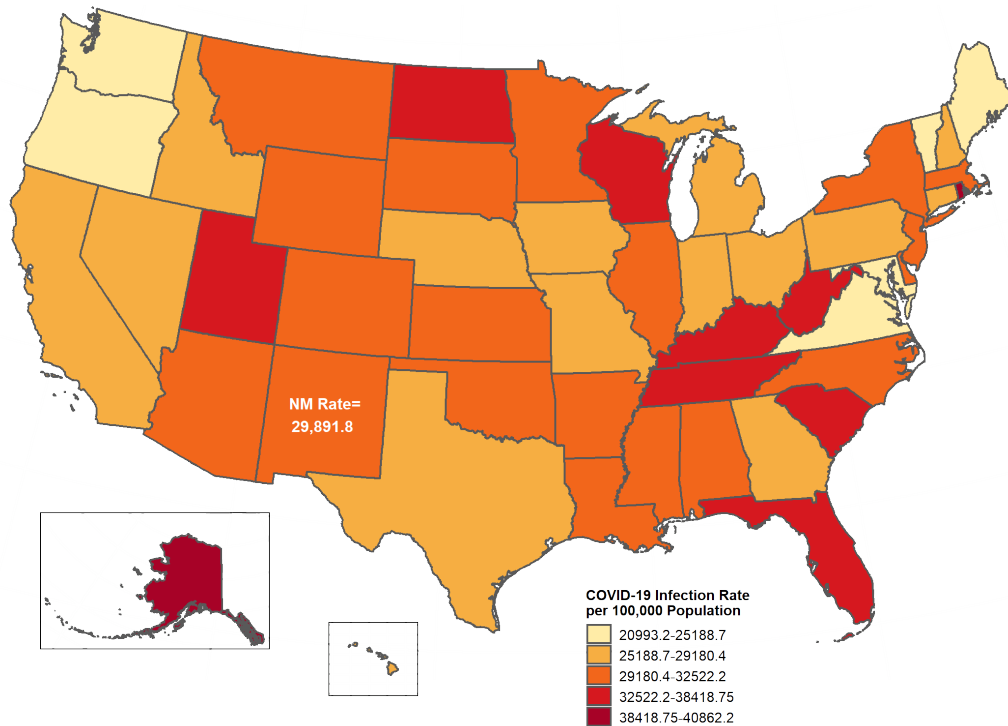 NM Rate=
29,891.8
COVID-19 Infection Rate
per 100,000 Population
20993.2-25188.7
25188.7-29180.4
29180.4-32522.2
32522.2-38418.75
38418.75-40862.2